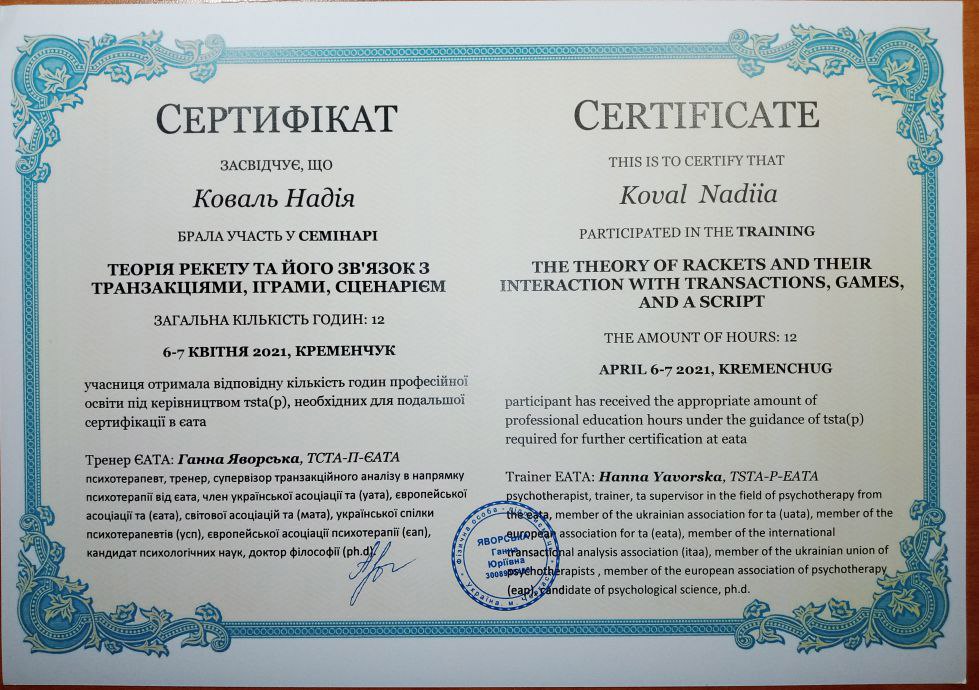 СЕРТИФІКАТ
ЗАСВІДЧУЄ, ЩО
Коваль Надія
БРАЛА УЧАСТЬ У СЕМІНАРІ
ТЕОРІЯ РЕКЕТУ ТА ЙОГО ЗВ'ЯЗОК З
ТРАНЗАКЦІЯМИ, ІГРАМИ, СЦЕНАРІЄМ
ЗАГАЛЬНА КІЛЬКІСТЬ ГОДИН: 12
6-7 КВІТНЯ 2021, КРЕМЕНЧУК
учасниця отримала відповідну кількість годин професійної
освіти під керівництвом tsta(p), необхідних для подальшої
сертифікації в єата
Тренер ЄАТА: Ганна Яворська, ТСТА-П-ЄАТА
психотерапевт, тренер, супервізор транзакційного аналізу в напрямку
психотерапії від єата, член української асоціації та (уата), європейської
асоціації та (єата), світової асоціацій та (мата), української спілки
психотерапевтів (усп), європейської асоціації психотерапії (єап),
кандидат психологічних наук, доктор філософії (ph.d).
CERTIFICATE
THIS IS TO CERTIFY THAT
Koval Nadiia
PARTICIPATED IN THE TRAINING
THE THEORY OF RACKETS AND THEIR
INTERACTION WITH TRANSACTIONS, GAMES,
AND A SCRIPT
THE AMOUNT OF HOURS: 12
APRIL 6-7 2021, KREMENCHUG
participant has received the appropriate amount of
professional education hours under the guidance of tsta(p)
required for further certification at eata
Trainer EATA: Hanna Yavorska, TSTA-P-EATA
psychotherapist, trainer, ta supervisor in the field of psychotherapy from
the eata, member of the ukrainian association for ta (uata), member of the
european association for ta (eata), member of the international
transactional analysis association (itaa), member of the ukrainian union of
psychotherapists , member of the european association of psychotherapy
(eap), candidate of psychological science, ph.d.
Фізична особа
ЯВОРСЬКА
Ганна
Юріївна
Україна, м.